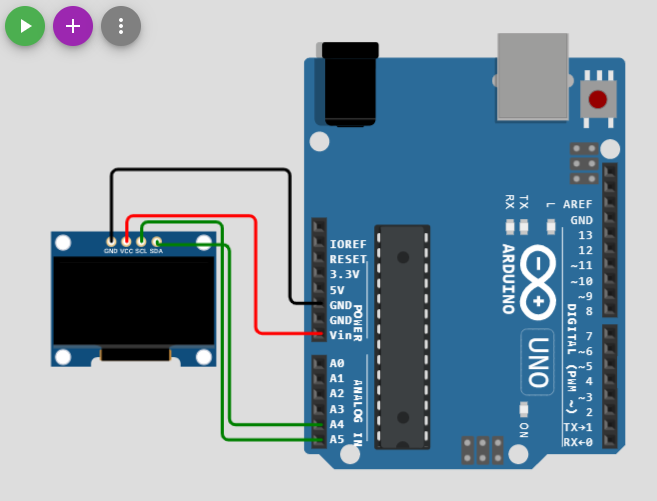 GND VCC SCL SDA
IOREF
RESET
3.3V
5V
GND
GND
Vin
POWER
A0
A1
A2
A3
A4
A5
ANALOG IN
RX
TX
L
ARDUINO
UNO
ON
AREF
GND
13
12
~11
~10
~9
8
7
~6
~5
4
~3
2
TX→1
RX←0
DIGITAL (PWM ~)